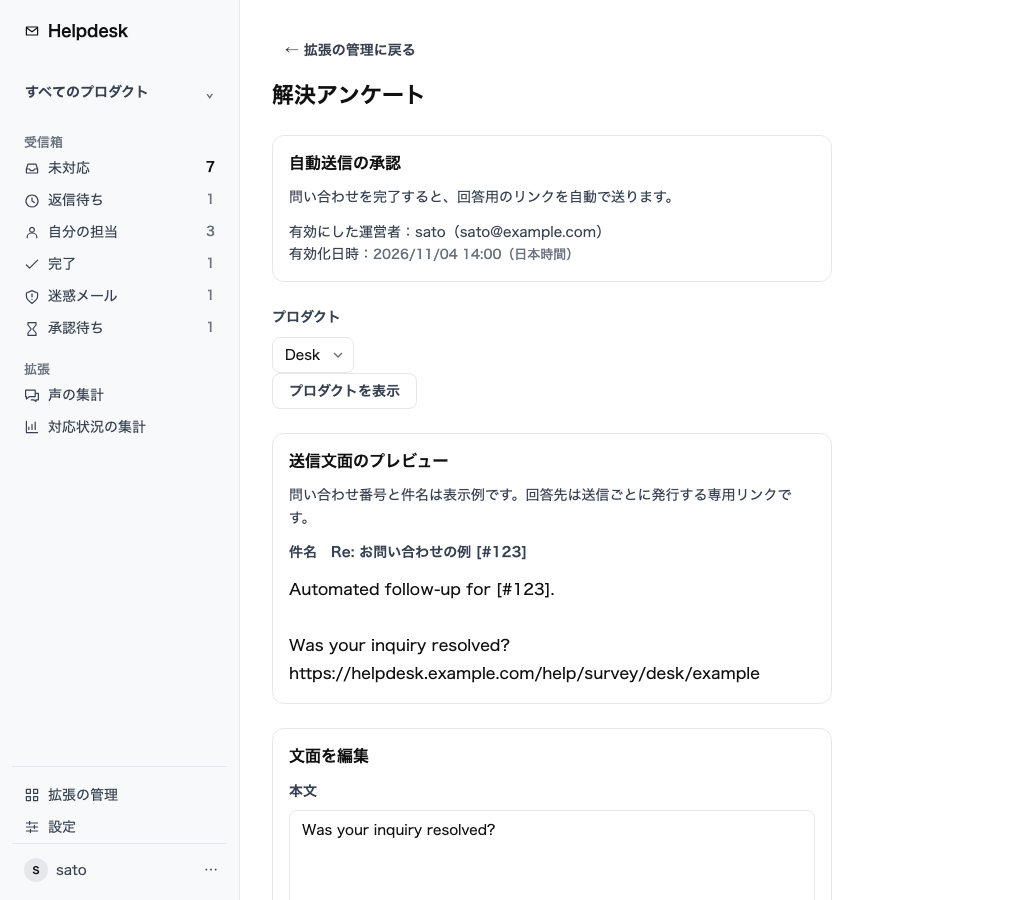 Helpdesk
すべてのプロダクト
受信箱
未対応 7
返信待ち 1
自分の担当 3
完了 1
迷惑メール 1
承認待ち 1
拡張
声の集計
対応状況の集計
拡張の管理
設定
S sato ...
← 拡張の管理に戻る
解決アンケート
自動送信の承認
問い合わせを完了すると、回答用のリンクを自動で送ります。
有効にした運営者：sato（sato@example.com）
有効化日時：2026/11/04 14:00（日本時間）
プロダクト
Desk
プロダクトを表示
送信文面のプレビュー
問い合わせ番号と件名は表示例です。回答先は送信ごとに発行する専用リンクで
す。
件名　Re: お問い合わせの例 [#123]
Automated follow-up for [#123].
Was your inquiry resolved?
https://helpdesk.example.com/help/survey/desk/example
文面を編集
本文
Was your inquiry resolved?